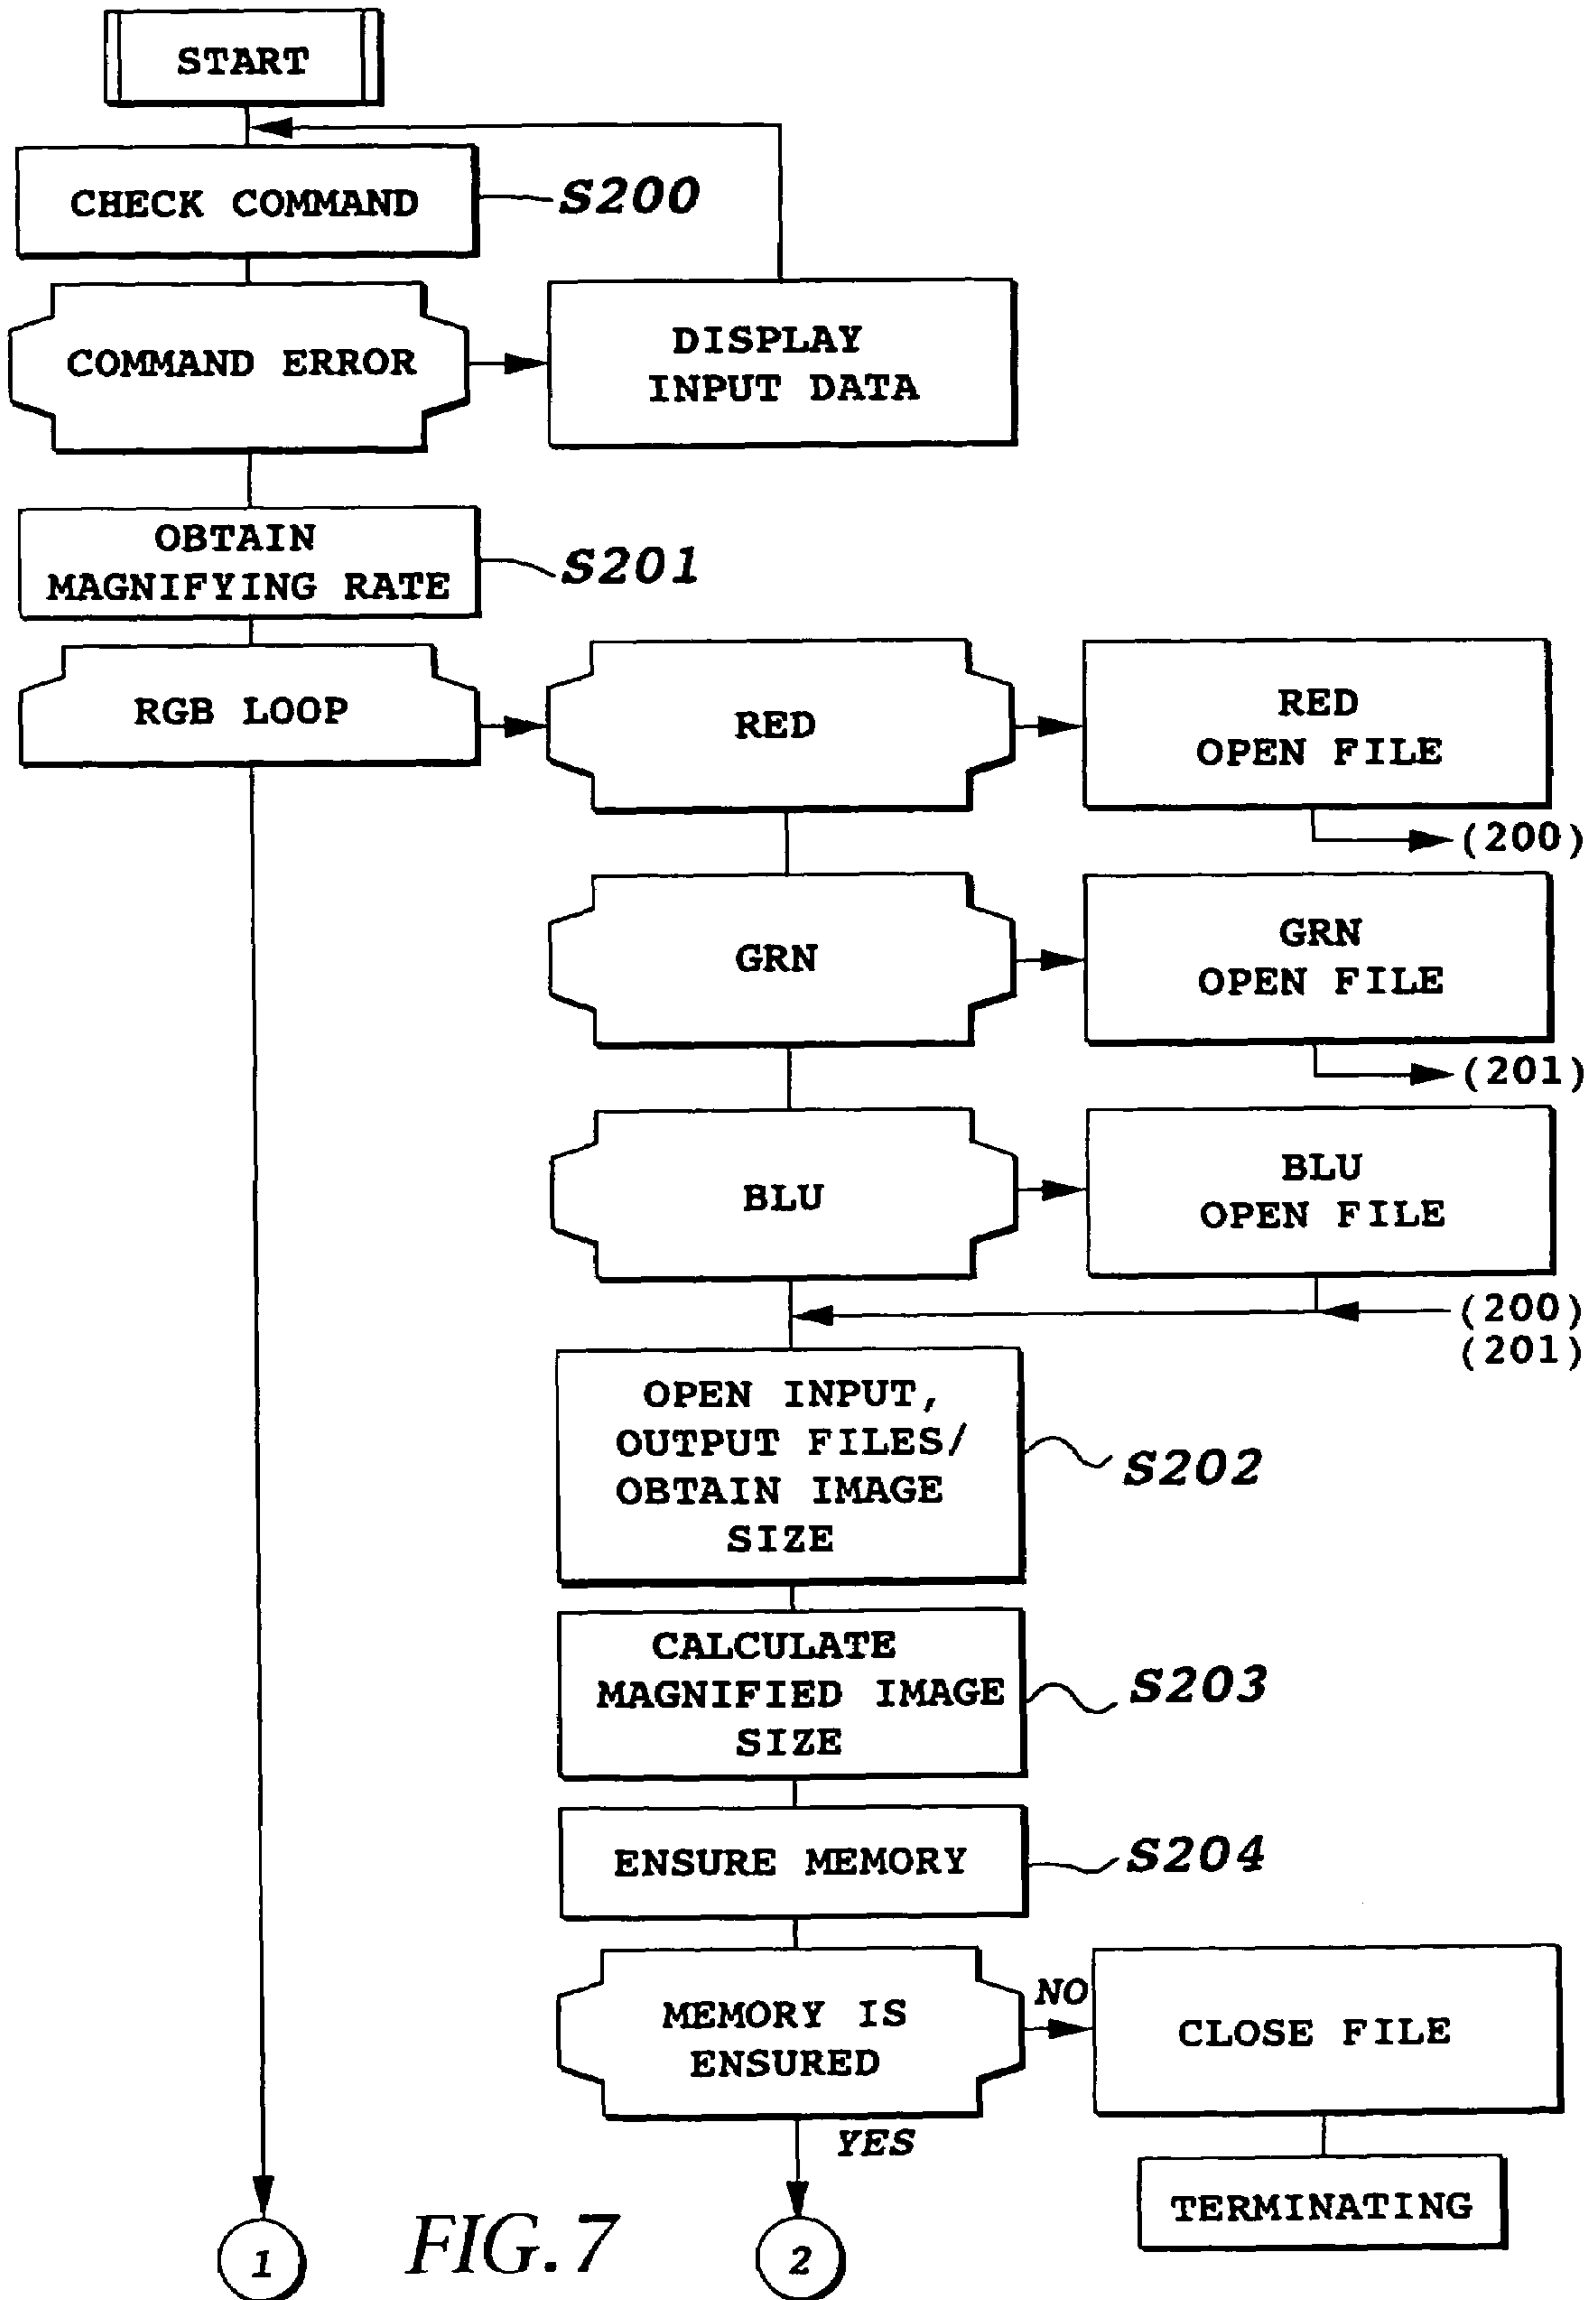 START
CHECK COMMAND
S200
COMMAND ERROR
DISPLAY
INPUT DATA
OBTAIN
MAGNIFYING RATE
S201
RGB LOOP
RED
RED
OPEN FILE
(200)
GRN
GRN
OPEN FILE
(201)
BLU
BLU
OPEN FILE
(200)
(201)
OPEN INPUT,
OUTPUT FILES/
OBTAIN IMAGE
SIZE
S202
CALCULATE
MAGNIFIED IMAGE
SIZE
S203
ENSURE MEMORY
S204
MEMORY IS
ENSURED
NO
CLOSE FILE
YES
TERMINATING
1
FIG. 7
2